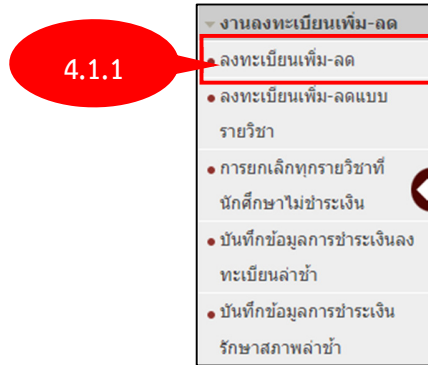 งานลงทะเบียนเพิ่ม-ลด
4.1.1
ลงทะเบียนเพิ่ม-ลด
ลงทะเบียนเพิ่ม-ลดแบบ
รายวิชา
การยกเลิกทุกรายวิชาที่
นักศึกษาไม่ชำระเงิน
บันทึกข้อมูลการชำระเงินลง
ทะเบียนล่าช้า
บันทึกข้อมูลการชำระเงิน
รักษาสภาพล่าช้า